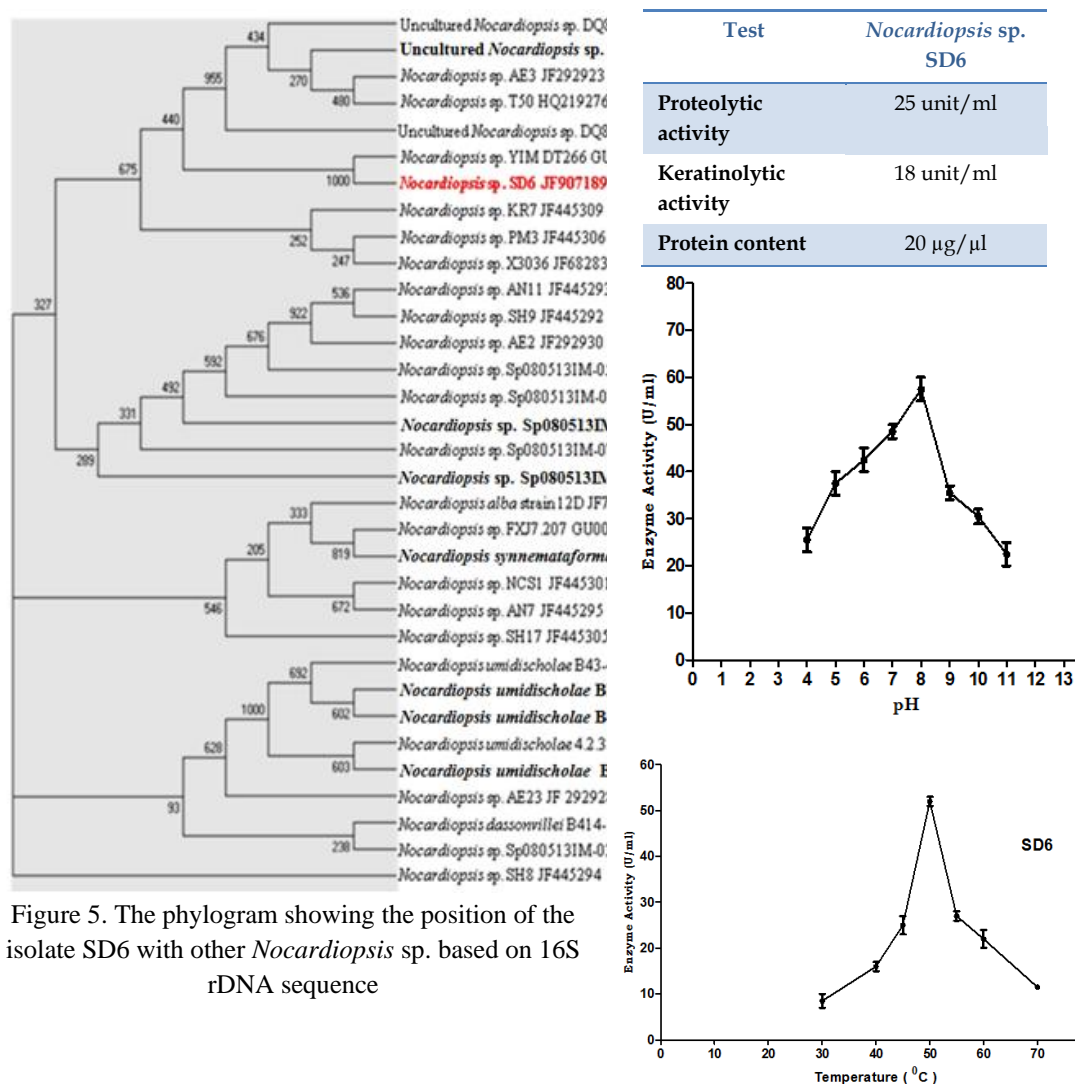 Uncultured Nocardiopsis sp. DQ8
Uncultured Nocardiopsis sp.
Nocardiopsis sp. AE3 JF292923
Nocardiopsis sp. T50 HQ219276
Uncultured Nocardiopsis sp. DQ8
Nocardiopsis sp. YIM DT266 GU
Nocardiopsis sp. SD6 JF907189
Nocardiopsis sp. KR7 JF445309
Nocardiopsis sp. PM3 JF445306
Nocardiopsis sp. X3036 JF68283
Nocardiopsis sp. AN11 JF445293
Nocardiopsis sp. SH9 JF445292
Nocardiopsis sp. AE2 JF292930
Nocardiopsis sp. Sp080513IM-0
Nocardiopsis sp. Sp080513IM-0
Nocardiopsis sp. Sp080513IM
Nocardiopsis sp. Sp080513IM-0
Nocardiopsis sp. Sp080513IM
Nocardiopsis alba strain 12D JF7
Nocardiopsis sp. FXJ7.207 GU00
Nocardiopsis synnemataforma
Nocardiopsis sp. NCS1 JF445301
Nocardiopsis sp. AN7 JF445295
Nocardiopsis sp. SH17 JF445305
Nocardiopsis umidischolae B43-
Nocardiopsis umidischolae B
Nocardiopsis umidischolae B
Nocardiopsis umidischolae 4.2.3
Nocardiopsis umidischolae B
Nocardiopsis sp. AE23 JF 29292
Nocardiopsis dassonvillei B414-
Nocardiopsis sp. Sp080513IM-0
Nocardiopsis sp. SH8 JF445294
434
270
955
480
440
1000
675
252
247
327
536
922
676
592
492
331
289
333
205
819
546
672
692
1000
602
628
603
93
238
Figure 5. The phylogram showing the position of the
isolate SD6 with other Nocardiopsis sp. based on 16S
rDNA sequence
Test Nocardiopsis sp.
SD6
Proteolytic 25 unit/ml
activity
Keratinolytic 18 unit/ml
activity
Protein content 20 µg/µl
80
70
60
50
40
30
20
10
0
Enzyme Activity (U/ml)
0 1 2 3 4 5 6 7 8 9 10 11 12 13
pH
60
50
40
30
20
10
0
Enzyme Activity (U/ml)
SD6
0 10 20 30 40 50 60 70
Temperature ( ⁰C )